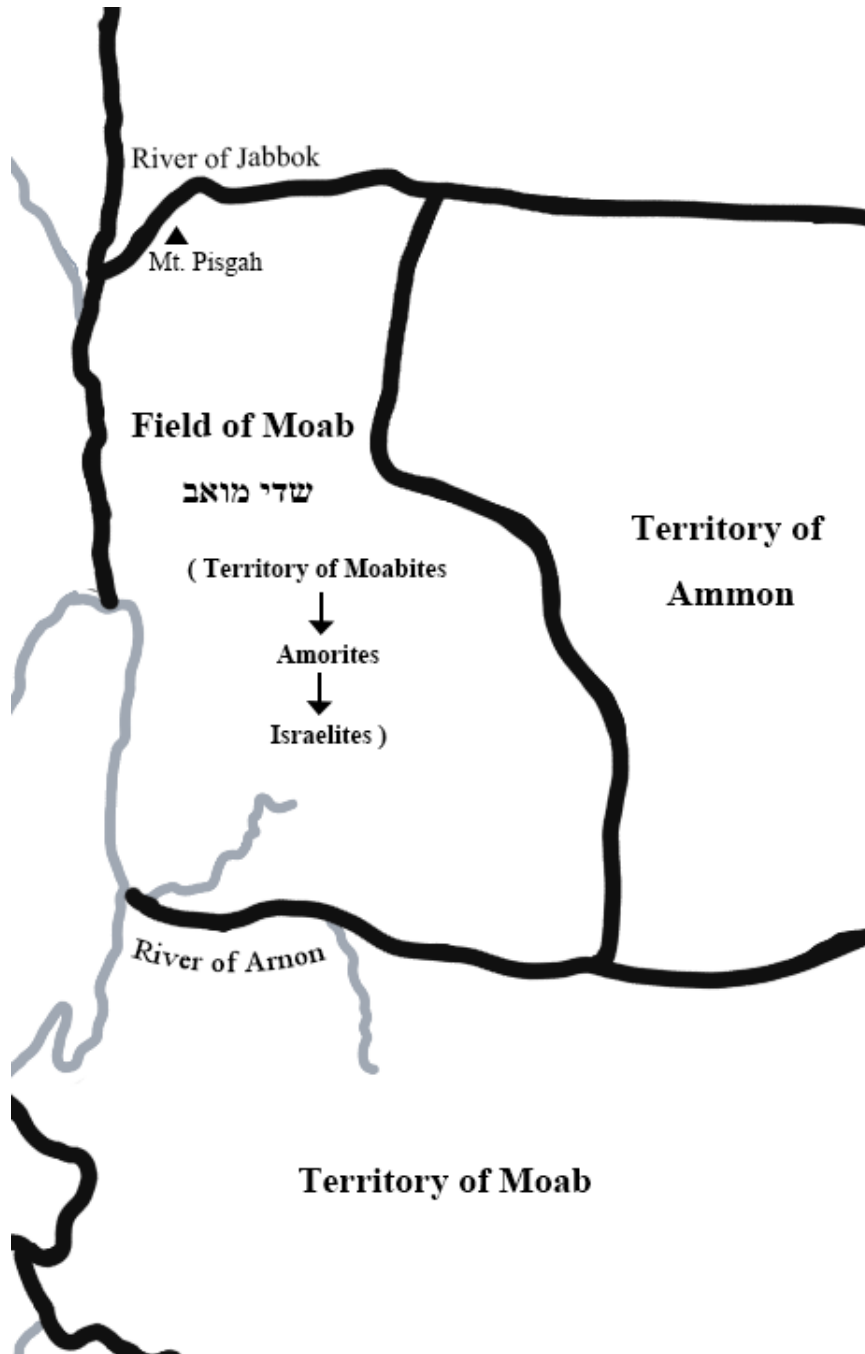 River of Jabbok
Mt. Pisgah
Field of Moab
שדי מואב
( Territory of Moabites
Amorites
Israelites )
Territory of
Ammon
River of Arnon
Territory of Moab